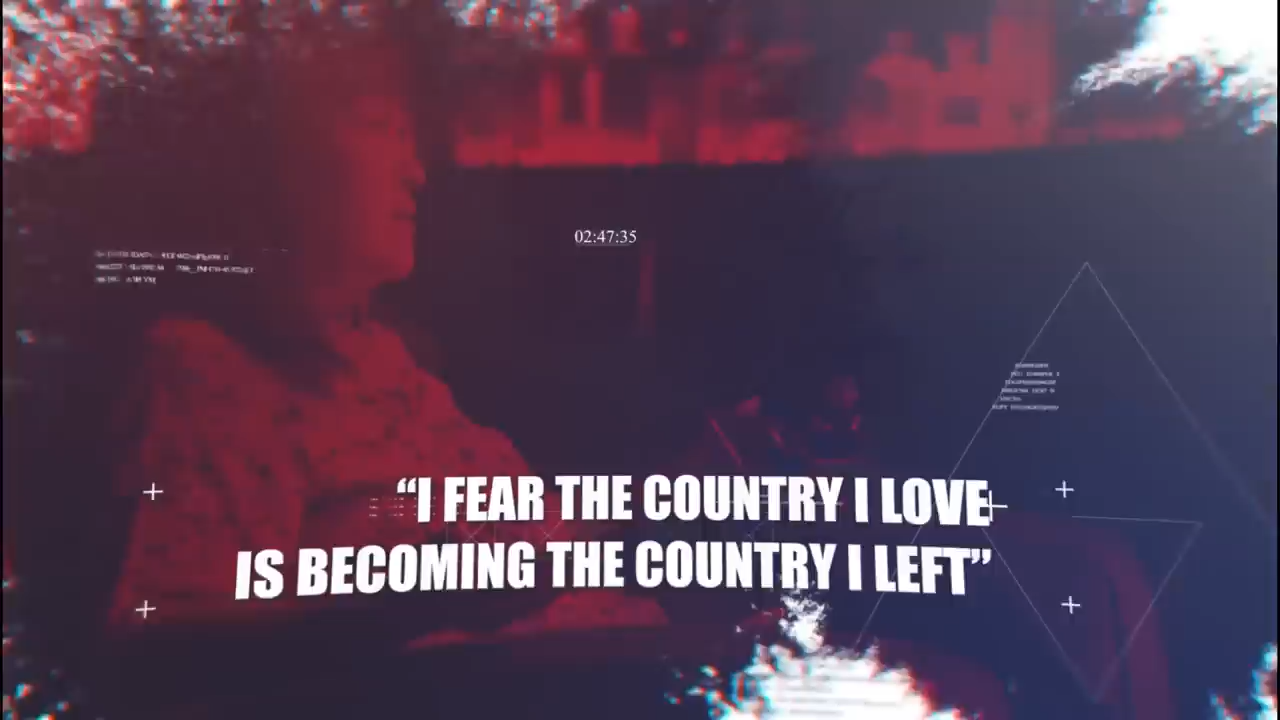 02:47:35
“I FEAR THE COUNTRY I LOVE
IS BECOMING THE COUNTRY I LEFT”